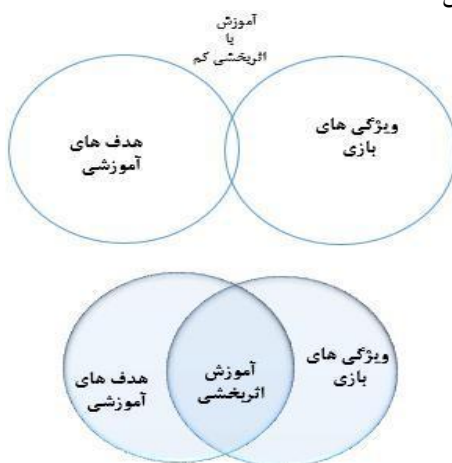 آموزش
یا
اثربخشی کم
ویژگی های
بازی
هدف های
آموزشی
ویژگی های
بازی
آموزش
اثربخشی
هدف های
آموزشی